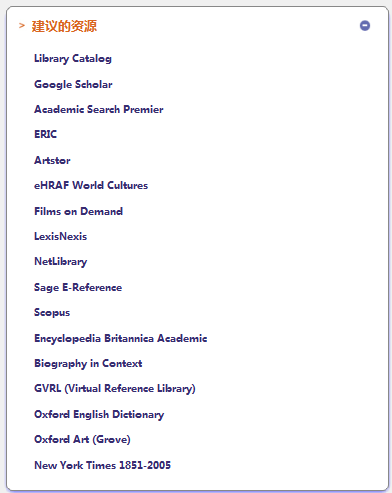 > 建议的资源
Library Catalog
Google Scholar
Academic Search Premier
ERIC
Artstor
eHRAF World Cultures
Films on Demand
LexisNexis
NetLibrary
Sage E-Reference
Scopus
Encyclopedia Britannica Academic
Biography in Context
GVRL (Virtual Reference Library)
Oxford English Dictionary
Oxford Art (Grove)
New York Times 1851-2005